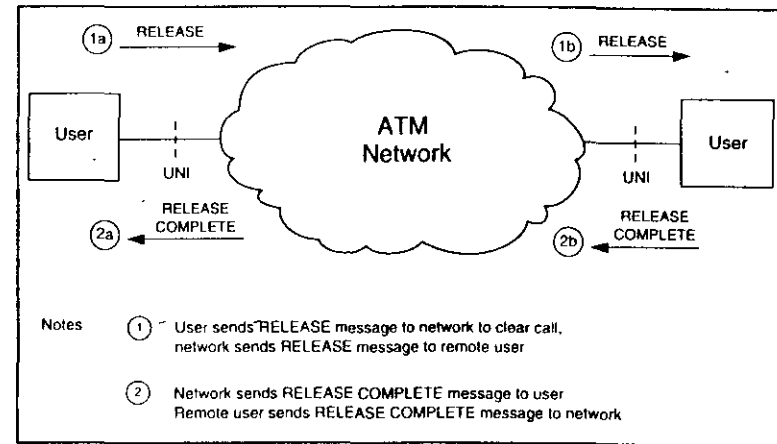 1a RELEASE
1b RELEASE
User
ATM
Network
User
UNI
UNI
2a RELEASE
COMPLETE
2b RELEASE
COMPLETE
Notes
1 User sends RELEASE message to network to clear call,
network sends RELEASE message to remote user
2 Network sends RELEASE COMPLETE message to user
Remote user sends RELEASE COMPLETE message to network